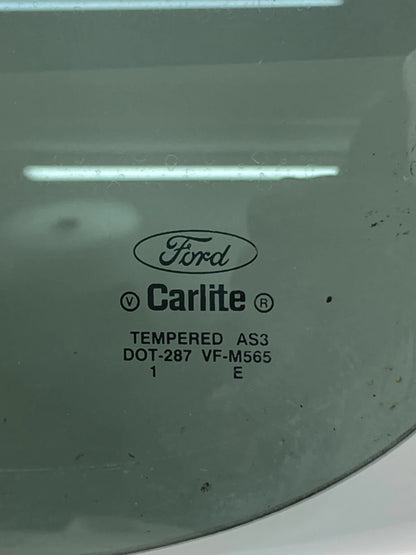 Ford
V Carlite R
TEMPERED AS3
DOT-287 VF-M565
1 E